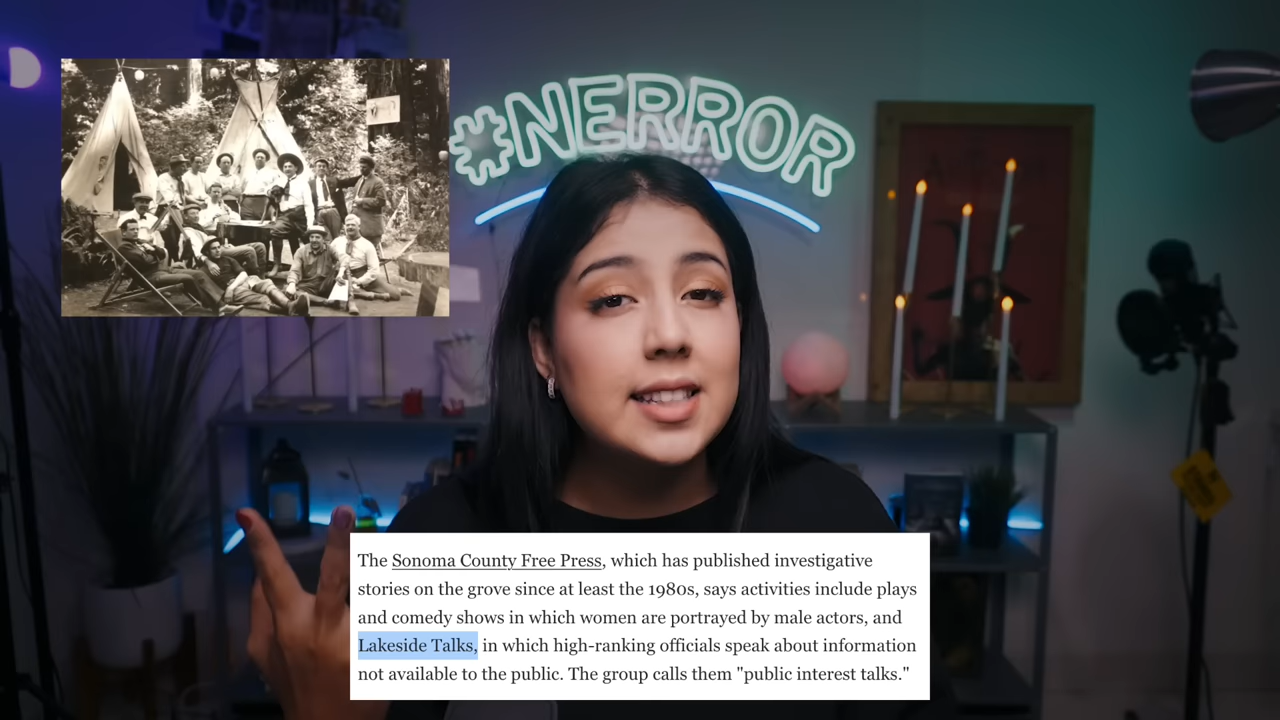 #NERROR
The Sonoma County Free Press, which has published investigative
stories on the grove since at least the 1980s, says activities include plays
and comedy shows in which women are portrayed by male actors, and
Lakeside Talks, in which high-ranking officials speak about information
not available to the public. The group calls them "public interest talks."